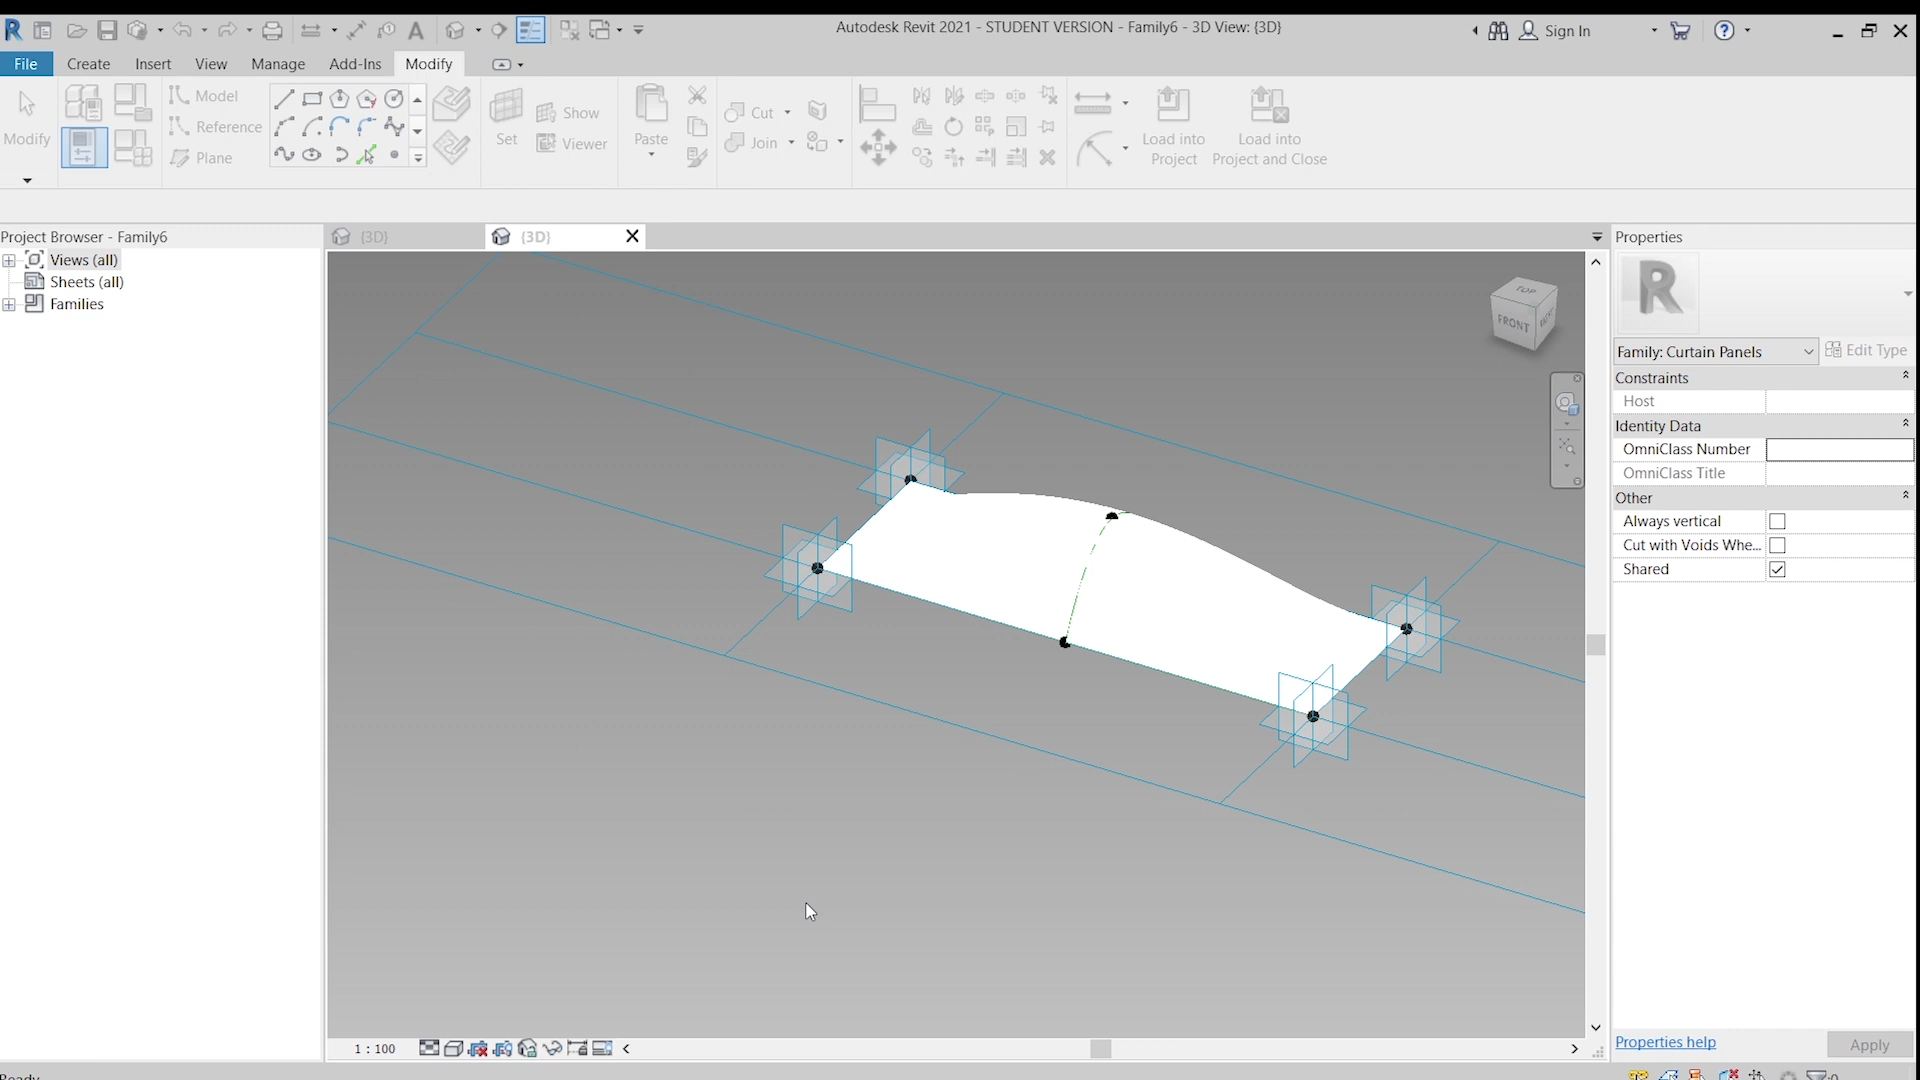 Autodesk Revit 2021 - STUDENT VERSION - Family6 - 3D View: {3D}
Sign In
File Create Insert View Manage Add-Ins Modify
Modify
Model
Reference
Plane
Set
Show
Viewer
Paste
Cut
Join
Load into Project
Load into Project and Close
Project Browser - Family6
Views (all)
Sheets (all)
Families
{3D}
{3D}
TOP
FRONT
Properties
R
Family: Curtain Panels
Edit Type
Constraints
Host
Identity Data
OmniClass Number
OmniClass Title
Other
Always vertical
Cut with Voids Whe...
Shared
1 : 100
Properties help
Apply
Ready
:0